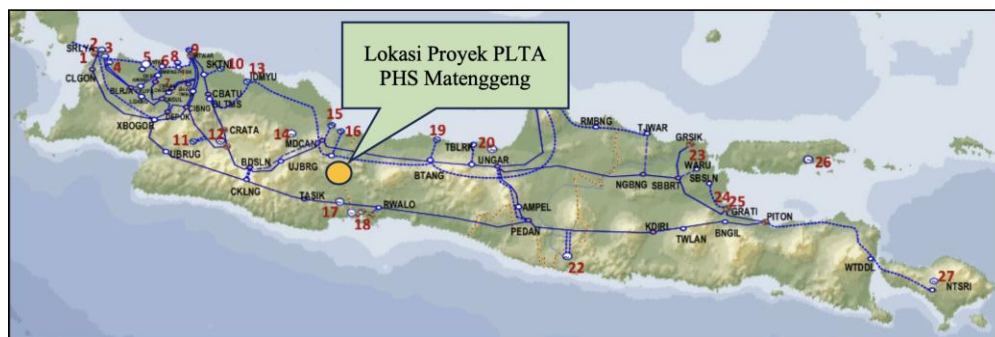 Lokasi Proyek PLTA
PHS Matenggeng
SRLYA
2
3
1
4
5
6
8
9
CLGON
BLRJA
SKTNI
10
13
IDMYU
CBATU
DLTMS
CIBNG
DEPOK
XBOGOR
11
12
CRATA
UBRUG
BDSLN
CKLNG
UJBRG
14
15
16
MDCAN
TASIK
17
18
RWALO
19
BTANG
20
TBLRK
UNGAR
AMPEL
PEDAN
22
RMBNG
TJWAR
GRSIK
23
WARU
NGBNG
SBBRT
SBSLN
24
25
GRATI
PITON
KDIRI
TWLAN
BNGIL
26
WTDDL
27
NTSRI